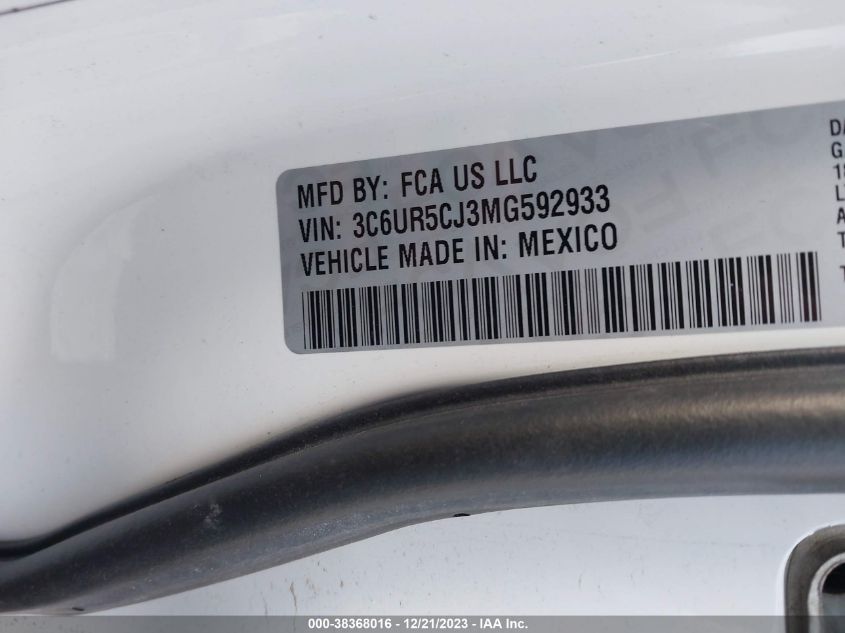 MFD BY: FCA US LLC
VIN: 3C6UR5CJ3MG592933
VEHICLE MADE IN: MEXICO
000-38368016 - 12/21/2023 - IAA Inc.